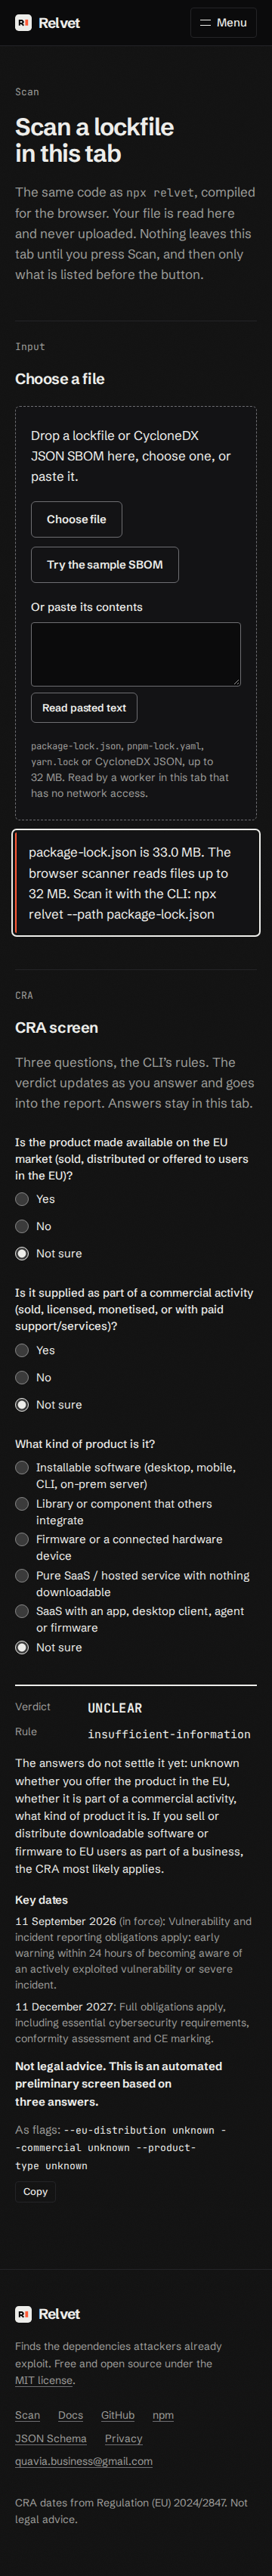 Relvet
Menu
Scan
Scan a lockfile
in this tab
The same code as npx relvet, compiled
for the browser. Your file is read here
and never uploaded. Nothing leaves this
tab until you press Scan, and then only
what is listed before the button.
Input
Choose a file
Drop a lockfile or CycloneDX
JSON SBOM here, choose one, or
paste it.
Choose file
Try the sample SBOM
Or paste its contents
Read pasted text
package-lock.json, pnpm-lock.yaml,
yarn.lock or CycloneDX JSON, up to
32 MB. Read by a worker in this tab that
has no network access.
package-lock.json is 33.0 MB. The
browser scanner reads files up to
32 MB. Scan it with the CLI: npx
relvet --path package-lock.json
CRA
CRA screen
Three questions, the CLI's rules. The
verdict updates as you answer and goes
into the report. Answers stay in this tab.
Is the product made available on the EU
market (sold, distributed or offered to users
in the EU)?
Yes
No
Not sure
Is it supplied as part of a commercial activity
(sold, licensed, monetised, or with paid
support/services)?
Yes
No
Not sure
What kind of product is it?
Installable software (desktop, mobile,
CLI, on-prem server)
Library or component that others
integrate
Firmware or a connected hardware
device
Pure SaaS / hosted service with nothing
downloadable
SaaS with an app, desktop client, agent
or firmware
Not sure
Verdict UNCLEAR
Rule insufficient-information
The answers do not settle it yet: unknown
whether you offer the product in the EU,
whether it is part of a commercial activity,
what kind of product it is. If you sell or
distribute downloadable software or
firmware to EU users as part of a business,
the CRA most likely applies.
Key dates
11 September 2026 (in force): Vulnerability and
incident reporting obligations apply: early
warning within 24 hours of becoming aware of
an actively exploited vulnerability or severe
incident.
11 December 2027: Full obligations apply,
including essential cybersecurity requirements,
conformity assessment and CE marking.
Not legal advice. This is an automated
preliminary screen based on
three answers.
As flags: --eu-distribution unknown -
-commercial unknown --product-
type unknown
Copy
Relvet
Finds the dependencies attackers already
exploit. Free and open source under the
MIT license.
Scan Docs GitHub npm
JSON Schema Privacy
quavia.business@gmail.com
CRA dates from Regulation (EU) 2024/2847. Not
legal advice.